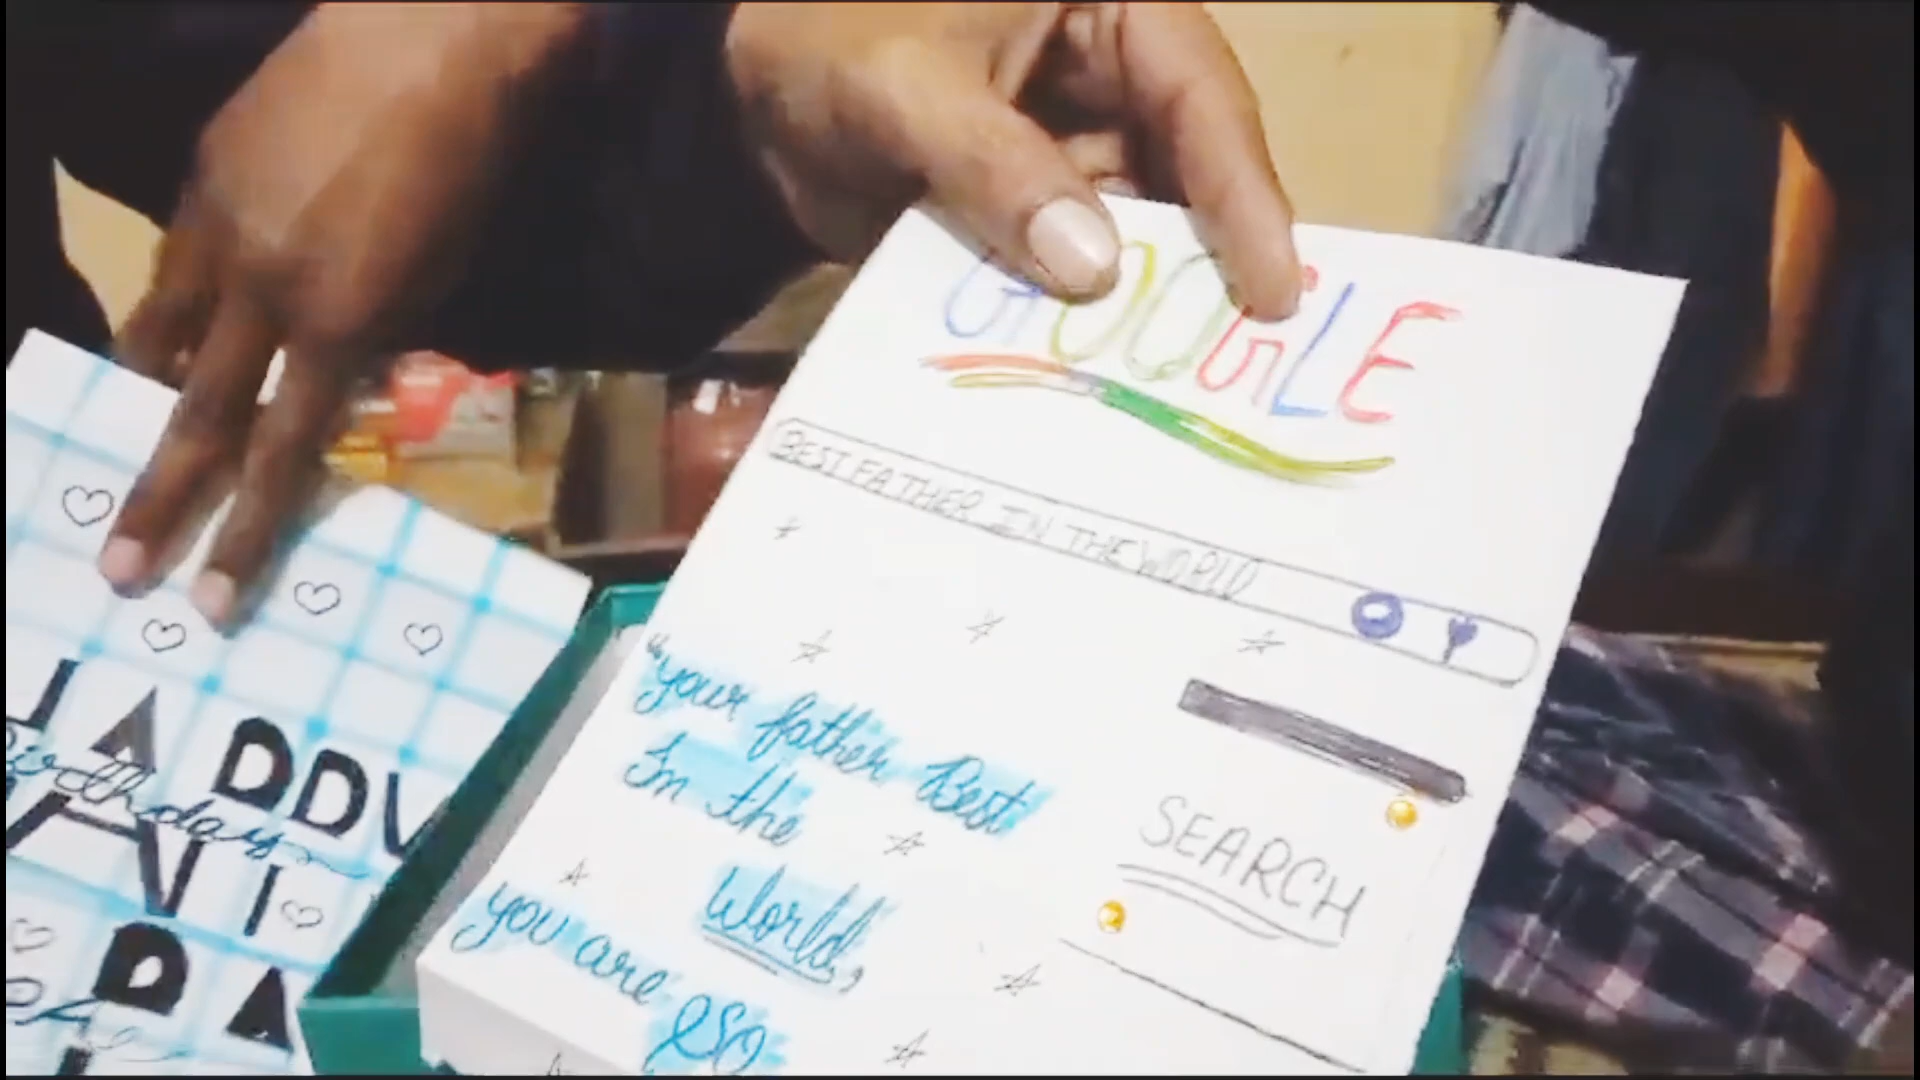 GOOGLE
BEST FATHER IN THE WORLD
"your father Best
In the
World,
you are SO
SEARCH
Birthday